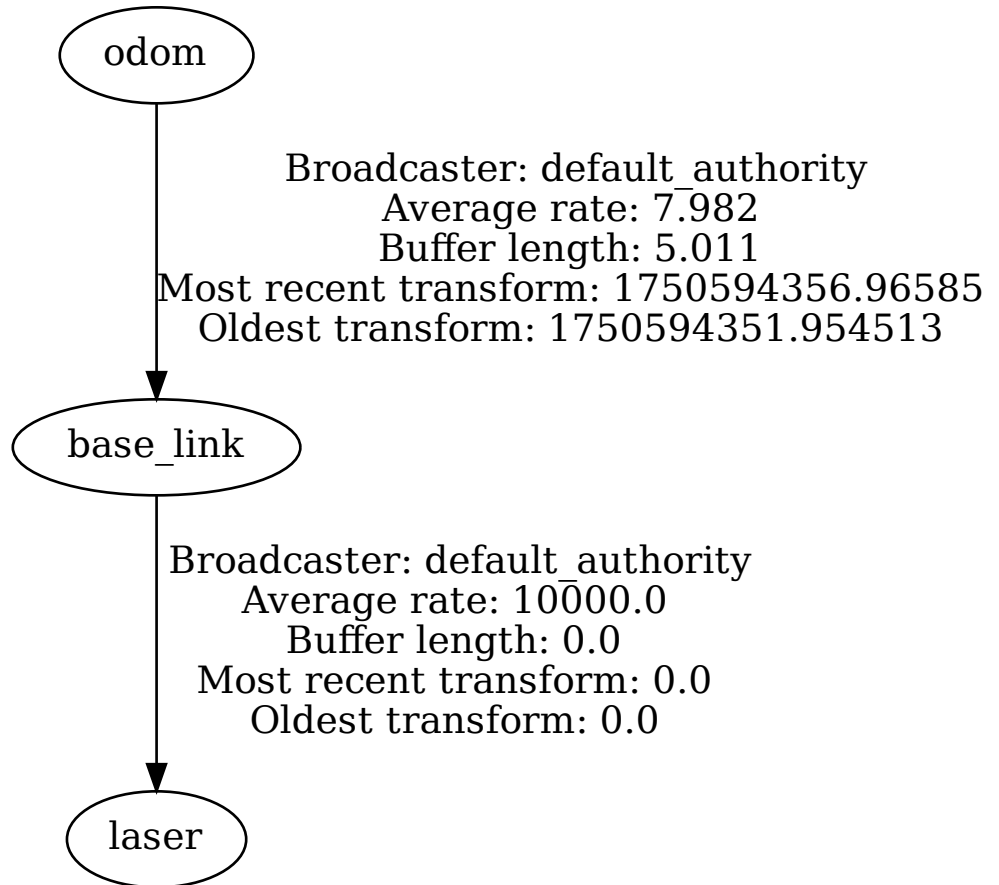 odom
Broadcaster: default_authority
Average rate: 7.982
Buffer length: 5.011
Most recent transform: 1750594356.96585
Oldest transform: 1750594351.954513
base_link
Broadcaster: default_authority
Average rate: 10000.0
Buffer length: 0.0
Most recent transform: 0.0
Oldest transform: 0.0
laser